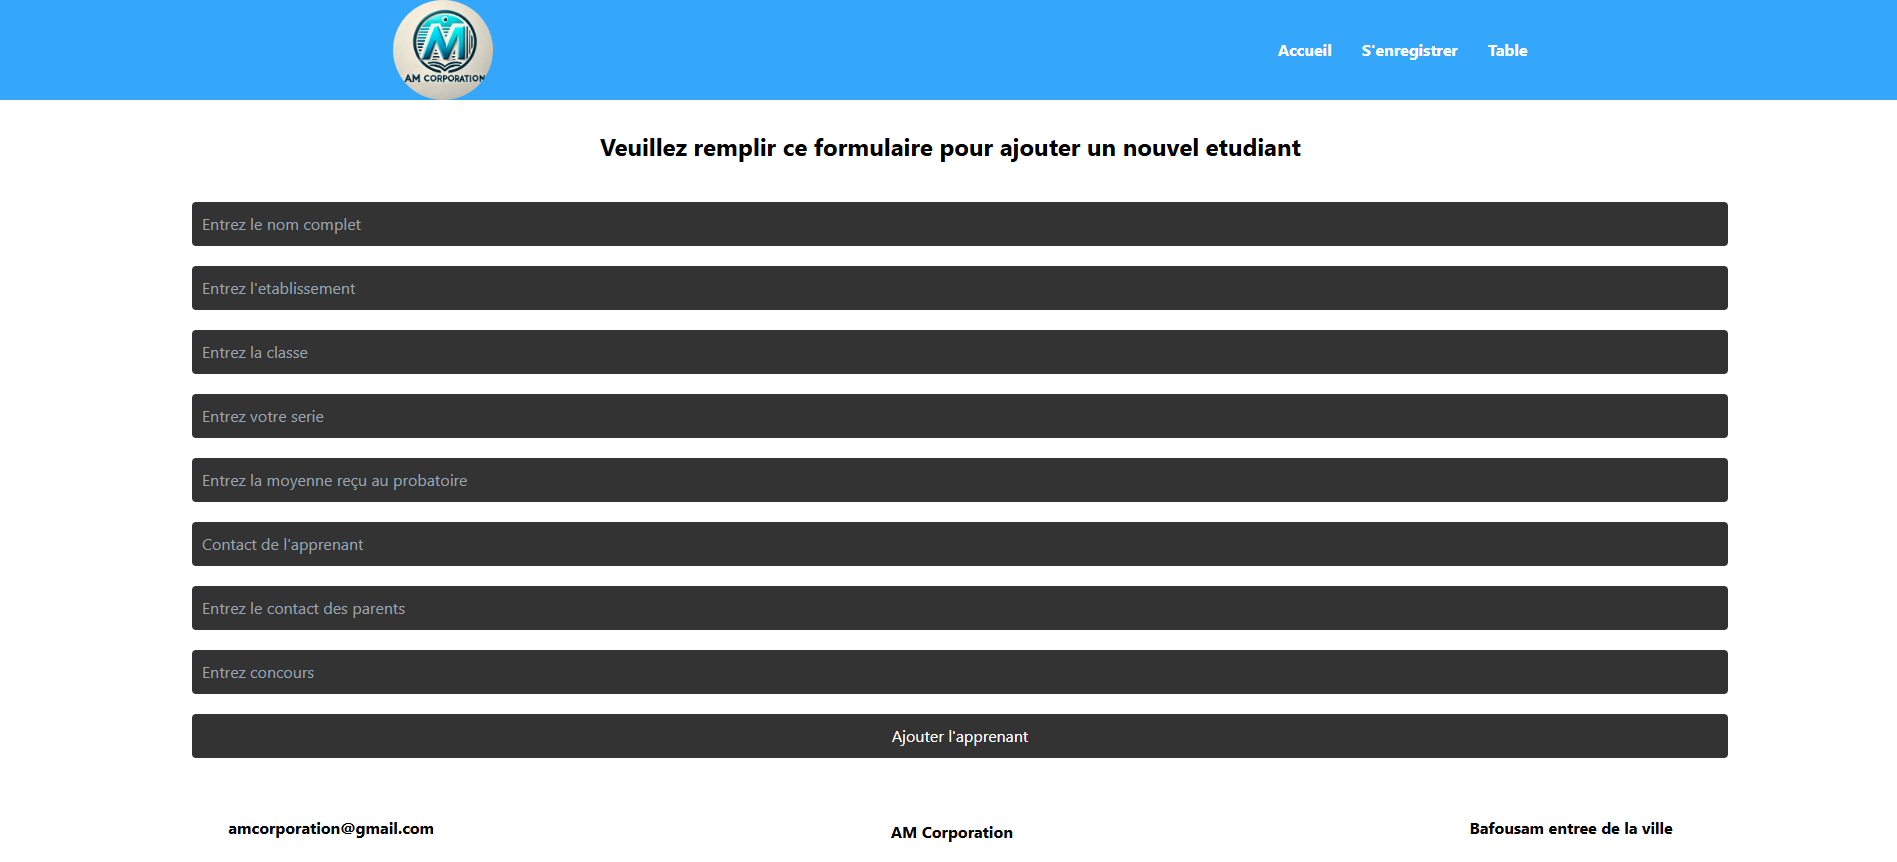 M
AM CORPORATION
Accueil S'enregistrer Table
Veuillez remplir ce formulaire pour ajouter un nouvel etudiant
Entrez le nom complet
Entrez l'etablissement
Entrez la classe
Entrez votre serie
Entrez la moyenne reçu au probatoire
Contact de l'apprenant
Entrez le contact des parents
Entrez concours
Ajouter l'apprenant
amcorporation@gmail.com AM Corporation Bafousam entree de la ville